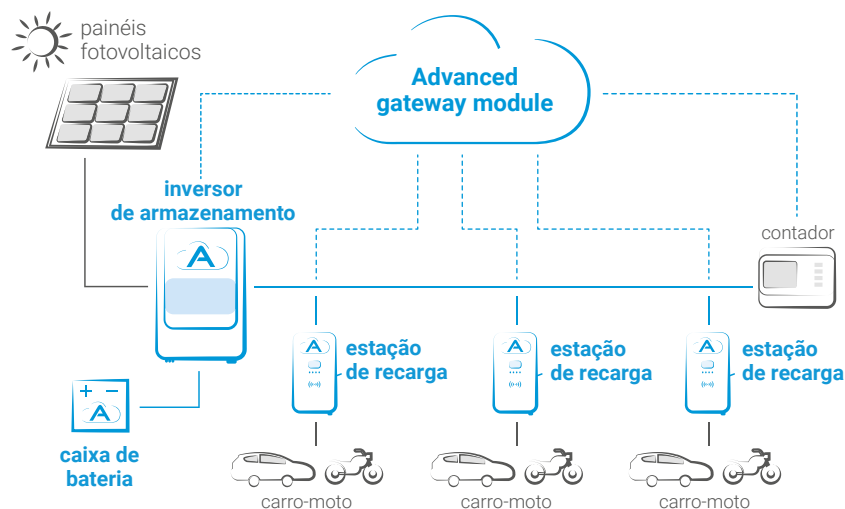 painéis
fotovoltaicos
Advanced
gateway module
inversor
de armazenamento
contador
A
A
A
A
estação
de recarga
estação
de recarga
estação
de recarga
+ −
A
caixa de
bateria
carro-moto
carro-moto
carro-moto